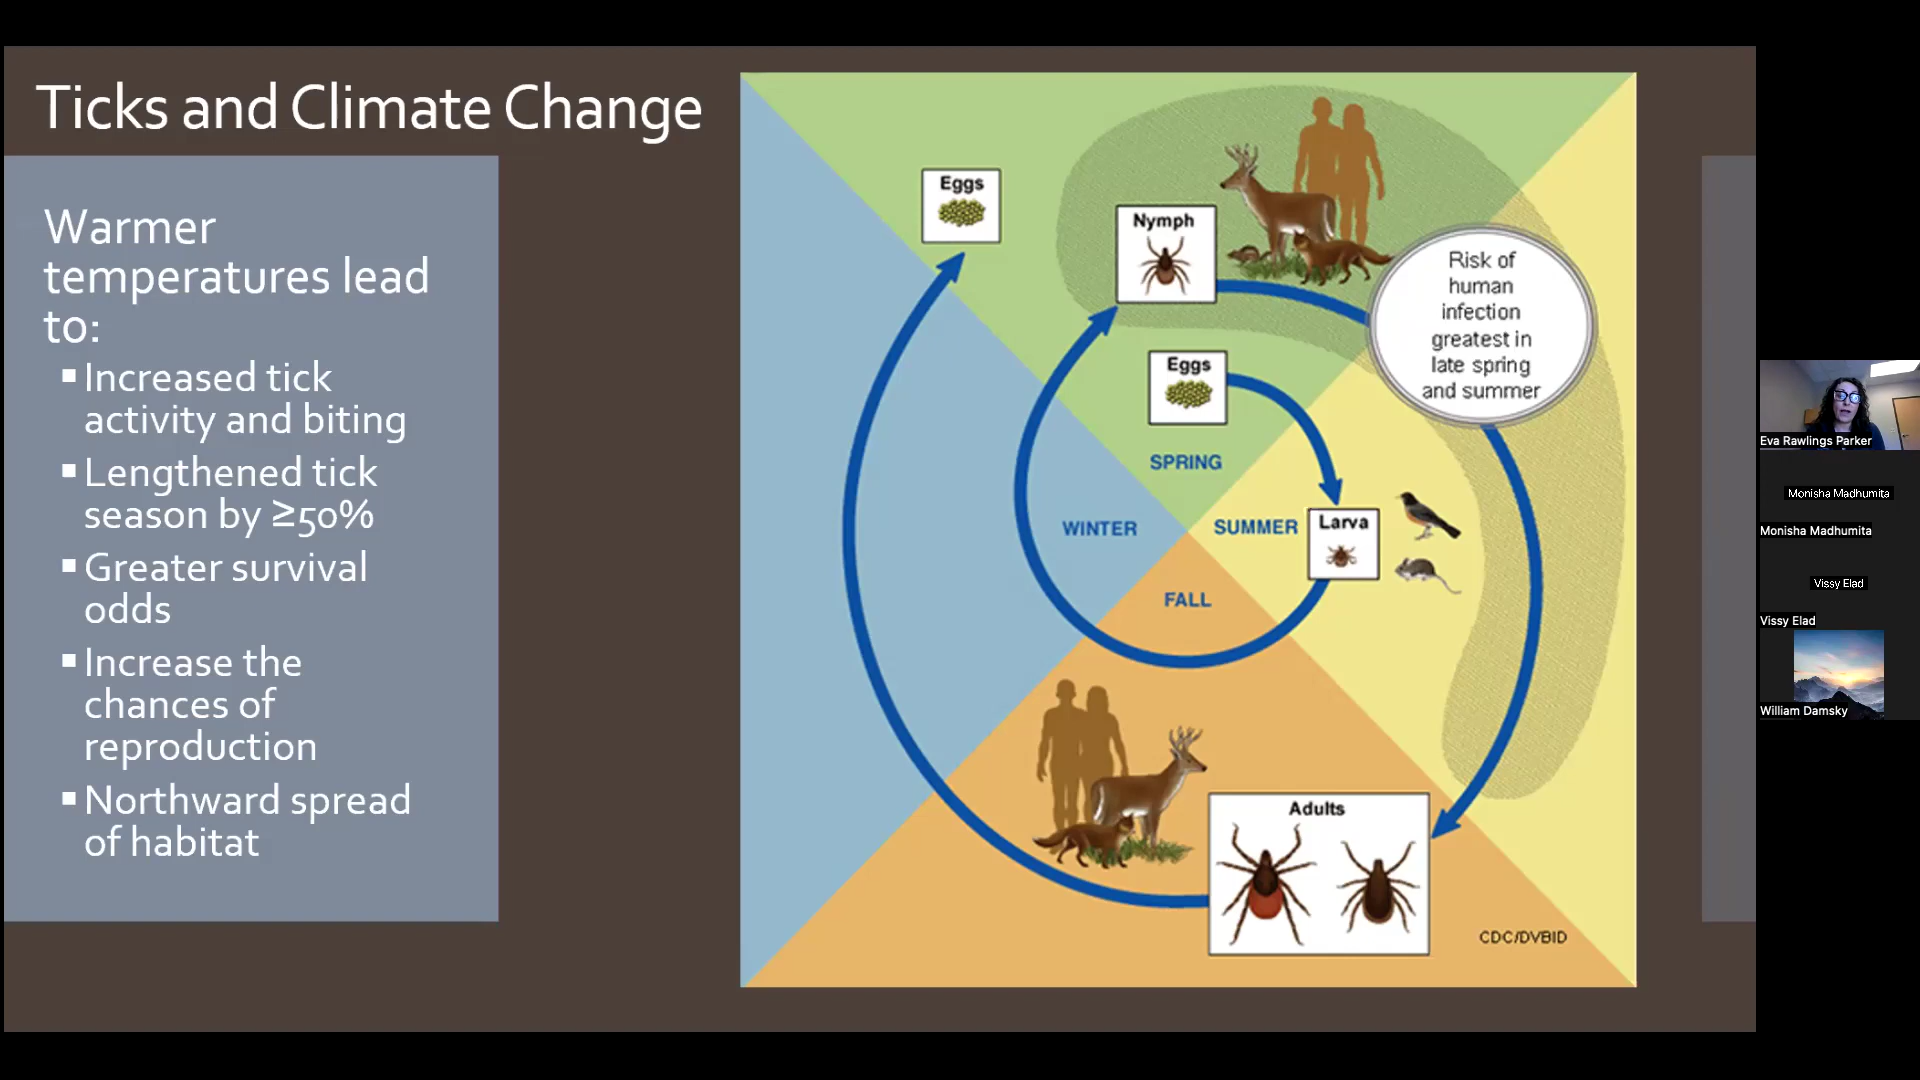 Ticks and Climate Change
Warmer
temperatures lead
to:
▪Increased tick
activity and biting
▪Lengthened tick
season by ≥50%
▪Greater survival
odds
▪Increase the
chances of
reproduction
▪Northward spread
of habitat
Eggs
Nymph
Risk of
human
infection
greatest in
late spring
and summer
Eggs
SPRING
WINTER
SUMMER
Larva
FALL
Adults
CDC/DVBID
Eva Rawlings Parker
Monisha Madhumita
Monisha Madhumita
Vissy Elad
Vissy Elad
William Damsky